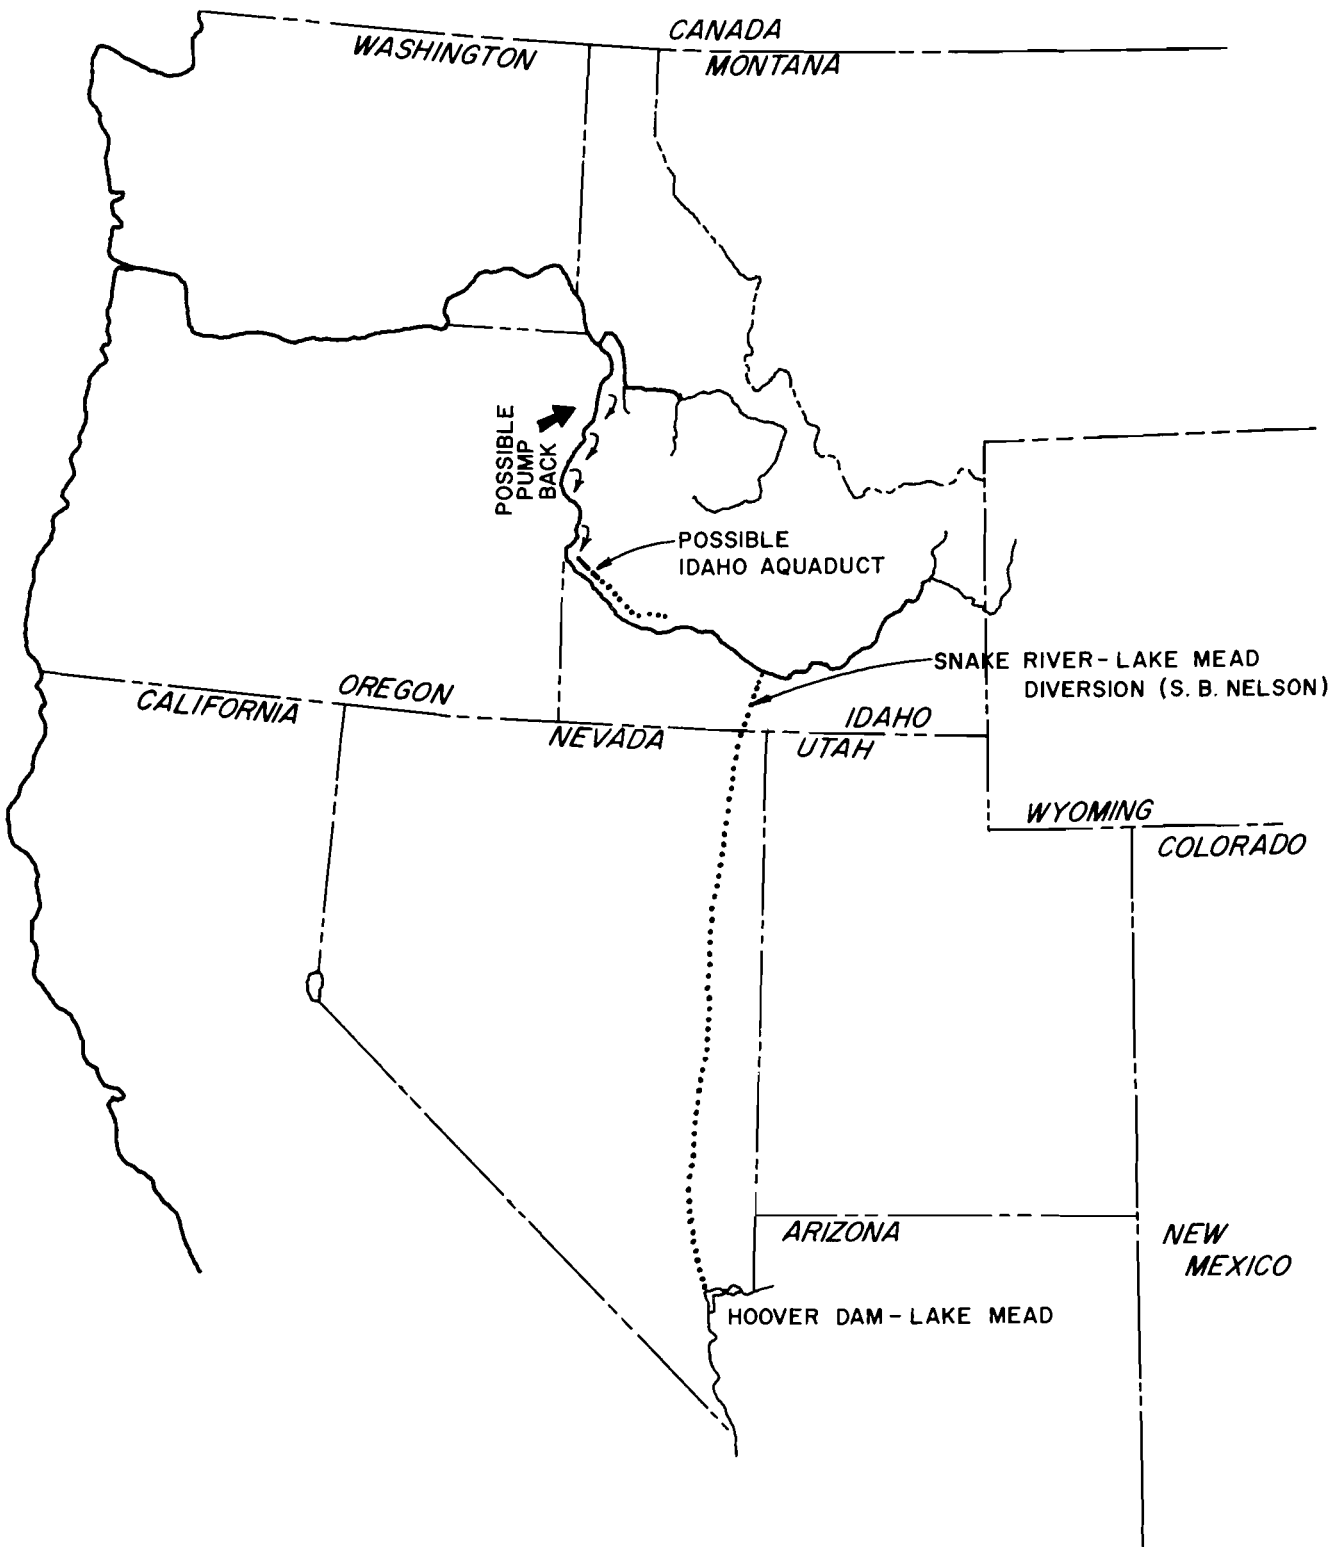 CANADA
WASHINGTON
MONTANA
POSSIBLE
PUMP
BACK
POSSIBLE
IDAHO AQUADUCT
SNAKE RIVER-LAKE MEAD
DIVERSION (S. B. NELSON)
OREGON
CALIFORNIA
IDAHO
NEVADA
UTAH
WYOMING
COLORADO
ARIZONA
NEW
MEXICO
HOOVER DAM-LAKE MEAD